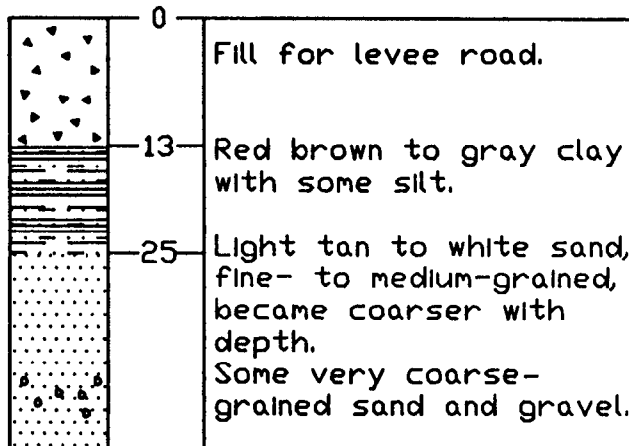 0
Fill for levee road.
13
Red brown to gray clay
with some silt.
25
Light tan to white sand,
fine- to medium-grained,
became coarser with
depth.
Some very coarse-
grained sand and gravel.